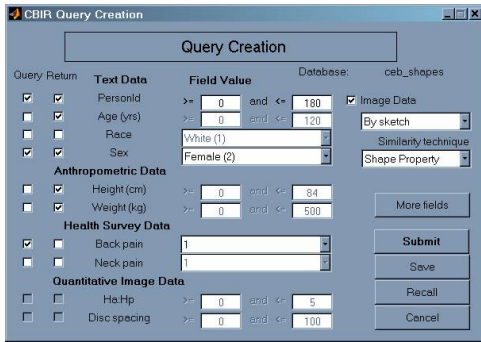 CBIR Query Creation
Query Creation
Query Return Text Data Field Value Database: ceb_shapes
PersonId >= 0 and <= 180 Image Data
Age (yrs) >= 0 and <= 120 By sketch
Race White (1) Similarity technique
Sex Female (2) Shape Property
Anthropometric Data
Height (cm) >= 0 and <= 84
Weight (kg) >= 0 and <= 500 More fields
Health Survey Data
Back pain 1 Submit
Neck pain 1 Save
Quantitative Image Data
Ha:Hp >= 0 and <= 5 Recall
Disc spacing >= 0 and <= 100 Cancel